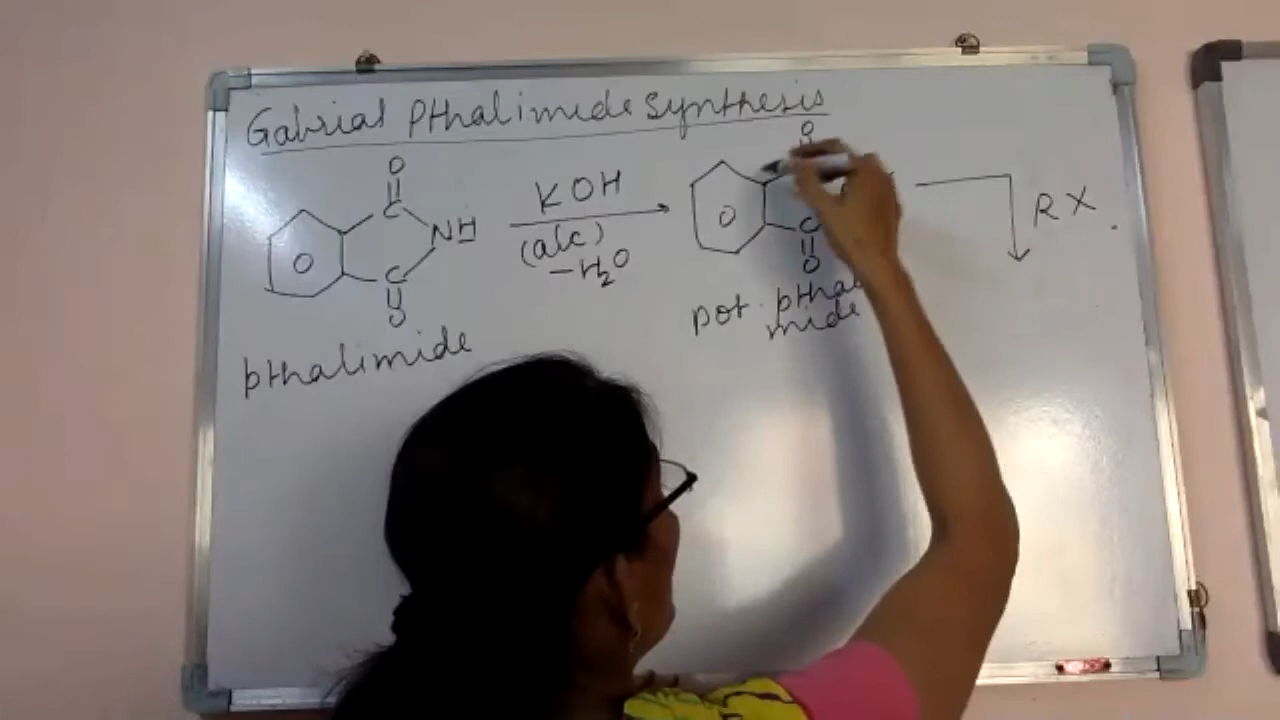 Gabrial Pthalimide Synthesis
O
O
||
||
C
KOH
NH
O
(alc)
O
RX
-H2O
C
C
||
||
O
O
pthalimide
pot. pthal
mide